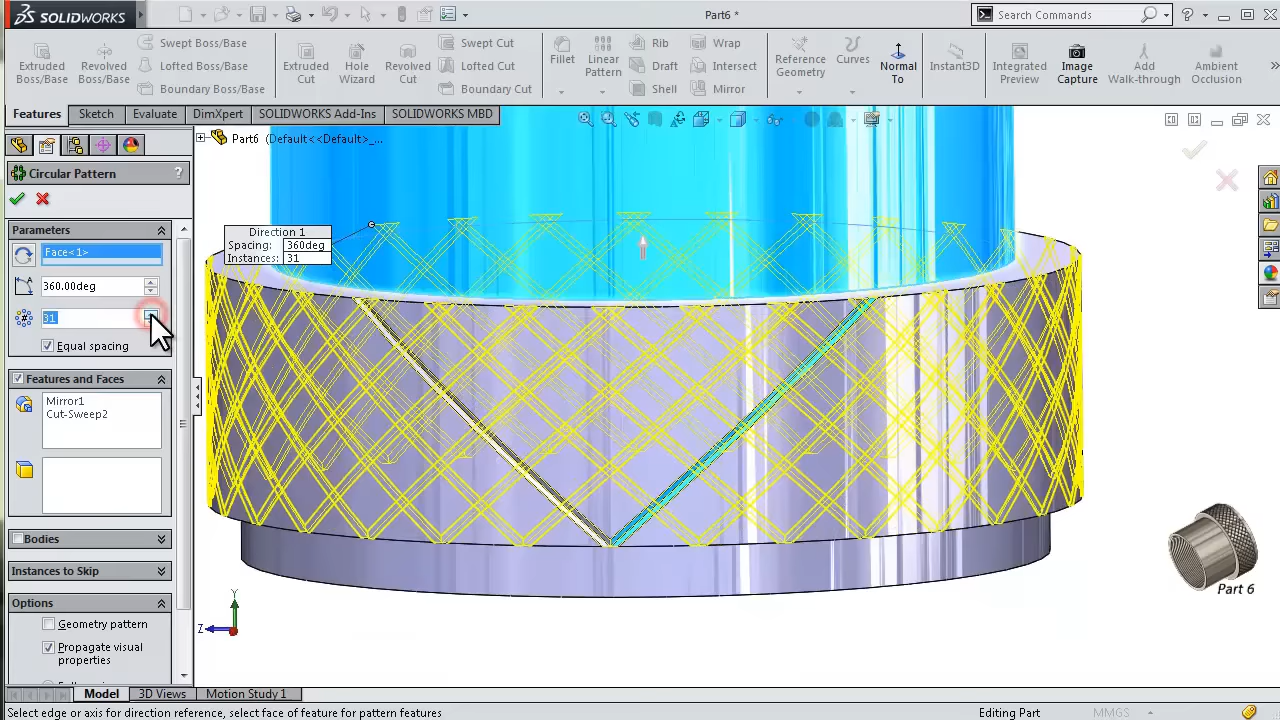 SOLIDWORKS
Part6 *
Search Commands
Extruded Boss/Base
Revolved Boss/Base
Swept Boss/Base
Lofted Boss/Base
Boundary Boss/Base
Extruded Cut
Hole Wizard
Revolved Cut
Swept Cut
Lofted Cut
Boundary Cut
Fillet
Linear Pattern
Rib
Draft
Shell
Wrap
Intersect
Mirror
Reference Geometry
Curves
Normal To
Instant3D
Integrated Preview
Image Capture
Add Walk-through
Ambient Occlusion
Features
Sketch
Evaluate
DimXpert
SOLIDWORKS Add-Ins
SOLIDWORKS MBD
Part6 (Default<<Default>_...
Circular Pattern
?
Parameters
Face<1>
360.00deg
31
Equal spacing
Features and Faces
Mirror1
Cut-Sweep2
Bodies
Instances to Skip
Options
Geometry pattern
Propagate visual
properties
Direction 1
Spacing: 360deg
Instances: 31
Y
Z
Part 6
Model
3D Views
Motion Study 1
Select edge or axis for direction reference, select face of feature for pattern features
Editing Part
MMGS